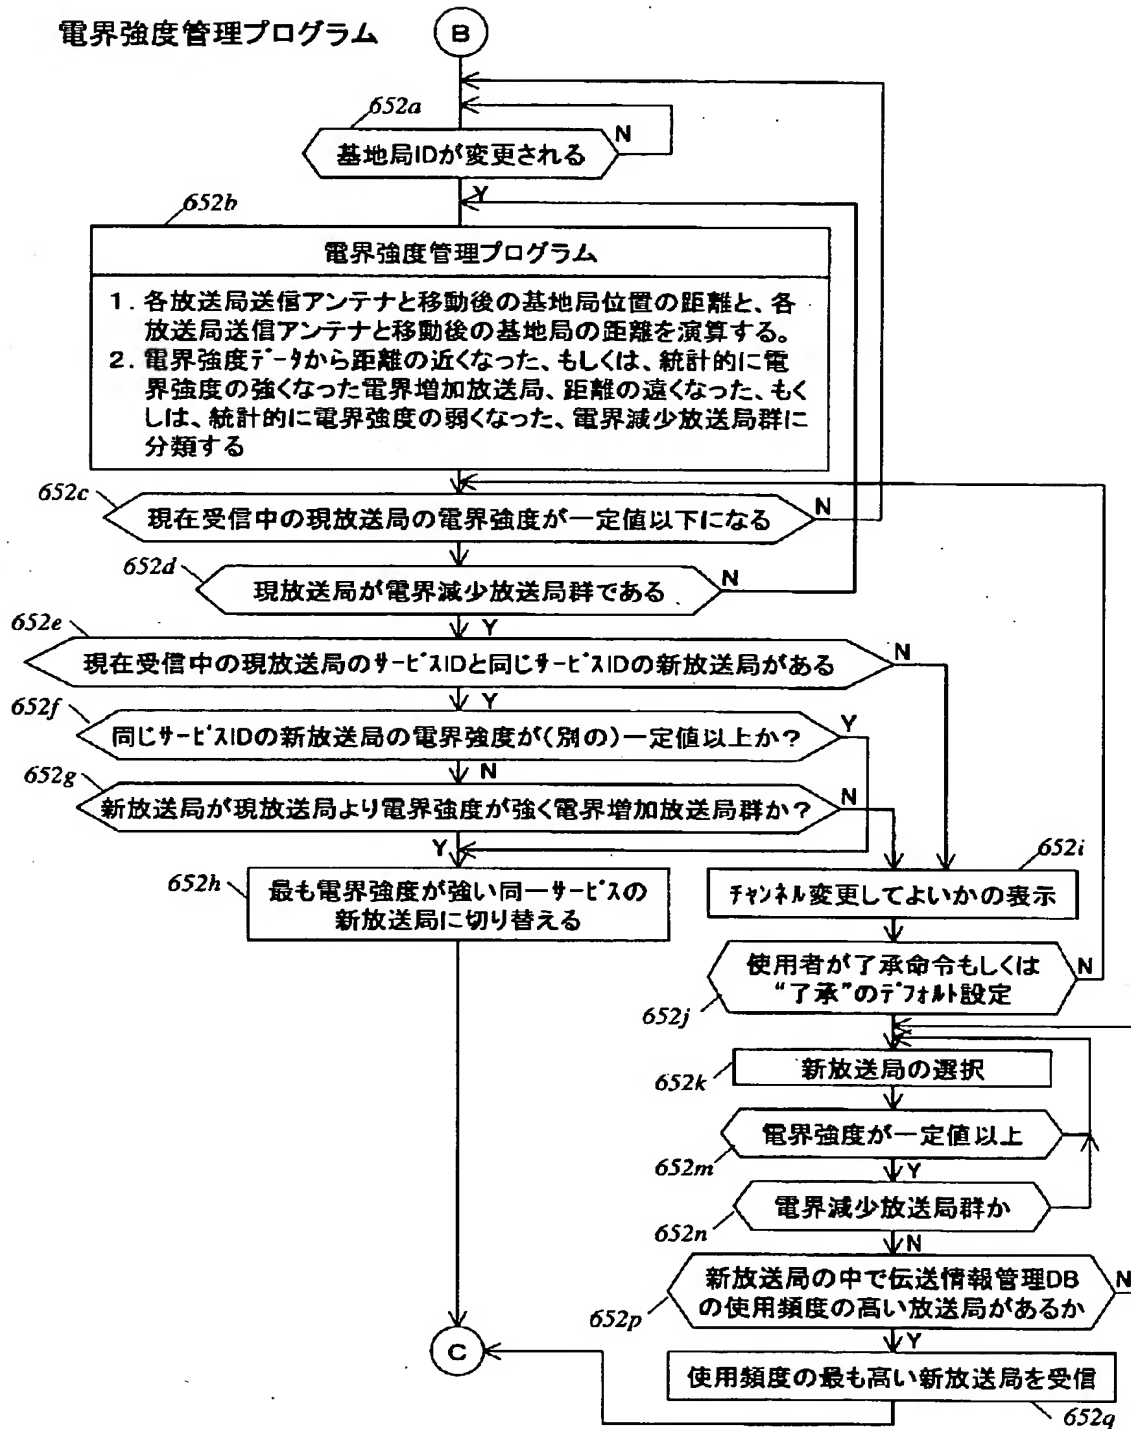 電界強度管理プログラム
B
652a
N
基地局IDが変更される
Y
652b
電界強度管理プログラム
1. 各放送局送信アンテナと移動後の基地局位置の距離と、各
放送局送信アンテナと移動後の基地局の距離を演算する。
2. 電界強度データから距離の近くなった、もしくは、統計的に電
界強度の強くなった電界増加放送局、距離の遠くなった、もく
しは、統計的に電界強度の弱くなった、電界減少放送局群に
分類する
652c
現在受信中の現放送局の電界強度が一定値以下になる
N
652d
現放送局が電界減少放送局群である
N
Y
652e
現在受信中の現放送局のサービスIDと同じサービスIDの新放送局がある
N
Y
652f
同じサービスIDの新放送局の電界強度が(別の)一定値以上か?
Y
N
652g
新放送局が現放送局より電界強度が強く電界増加放送局群か?
N
Y
652h
最も電界強度が強い同一サービスの
新放送局に切り替える
652i
チャンネル変更してよいかの表示
使用者が了承命令もしくは
“了承”のデフォルト設定
N
652j
新放送局の選択
652k
電界強度が一定値以上
652m
Y
電界減少放送局群か
652n
N
新放送局の中で伝送情報管理DB
の使用頻度の高い放送局があるか
N
652p
Y
C
使用頻度の最も高い新放送局を受信
652q